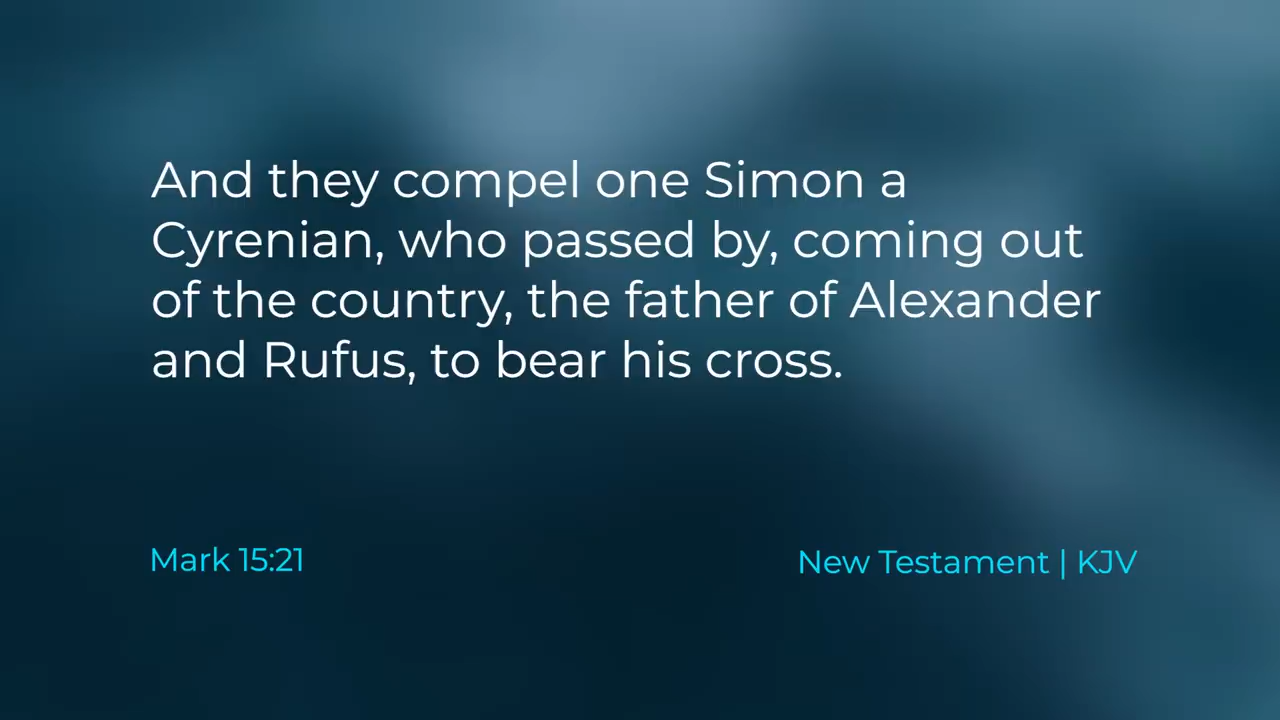 And they compel one Simon a
Cyrenian, who passed by, coming out
of the country, the father of Alexander
and Rufus, to bear his cross.
Mark 15:21
New Testament | KJV